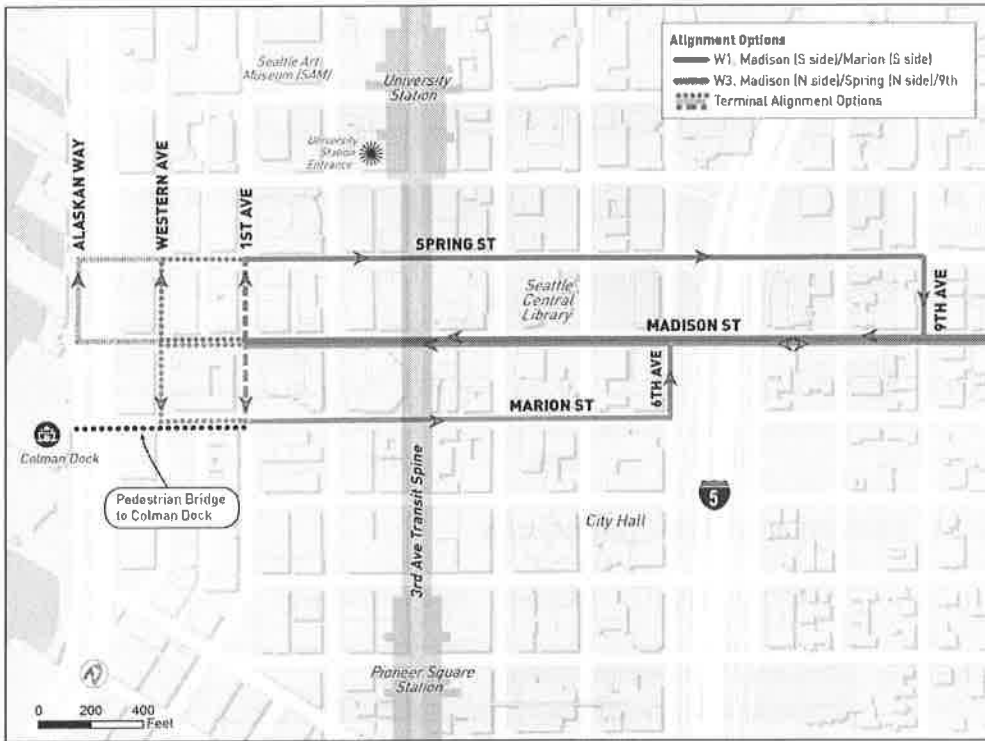 Alignment Options
W1. Madison (S side)/Marion (S side)
W3. Madison (N side)/Spring (N side)/9th
Terminal Alignment Options
Seattle Art
Museum (SAM)
University
Station
University
Station
Entrance
ALASKAN WAY
WESTERN AVE
1ST AVE
SPRING ST
Seattle
Central
Library
MADISON ST
9TH AVE
6TH AVE
MARION ST
Colman Dock
Pedestrian Bridge
to Colman Dock
3rd Ave Transit Spine
5
City Hall
Pioneer Square
Station
N
0 200 400
Feet